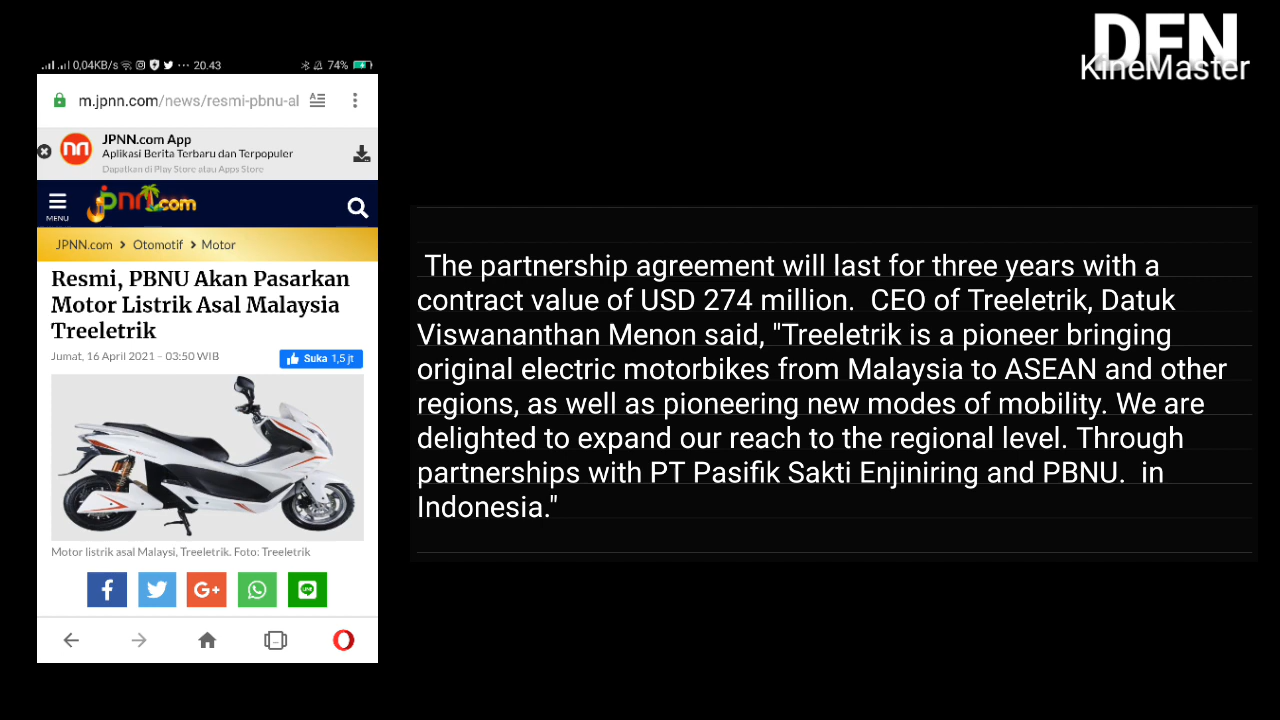 DFN
KineMaster
0,04KB/s ··· 20.43 74%
m.jpnn.com/news/resmi-pbnu-al
JPNN.com App
Aplikasi Berita Terbaru dan Terpopuler
Dapatkan di Play Store atau Apps Store
MENU
jpnn.com
JPNN.com > Otomotif > Motor
Resmi, PBNU Akan Pasarkan
Motor Listrik Asal Malaysia
Treeletrik
Jumat, 16 April 2021 – 03:50 WIB
Suka 1,5 jt
Motor listrik asal Malaysi, Treeletrik. Foto: Treeletrik
The partnership agreement will last for three years with a
contract value of USD 274 million.  CEO of Treeletrik, Datuk
Viswananthan Menon said, "Treeletrik is a pioneer bringing
original electric motorbikes from Malaysia to ASEAN and other
regions, as well as pioneering new modes of mobility. We are
delighted to expand our reach to the regional level. Through
partnerships with PT Pasifik Sakti Enjiniring and PBNU.  in
Indonesia."